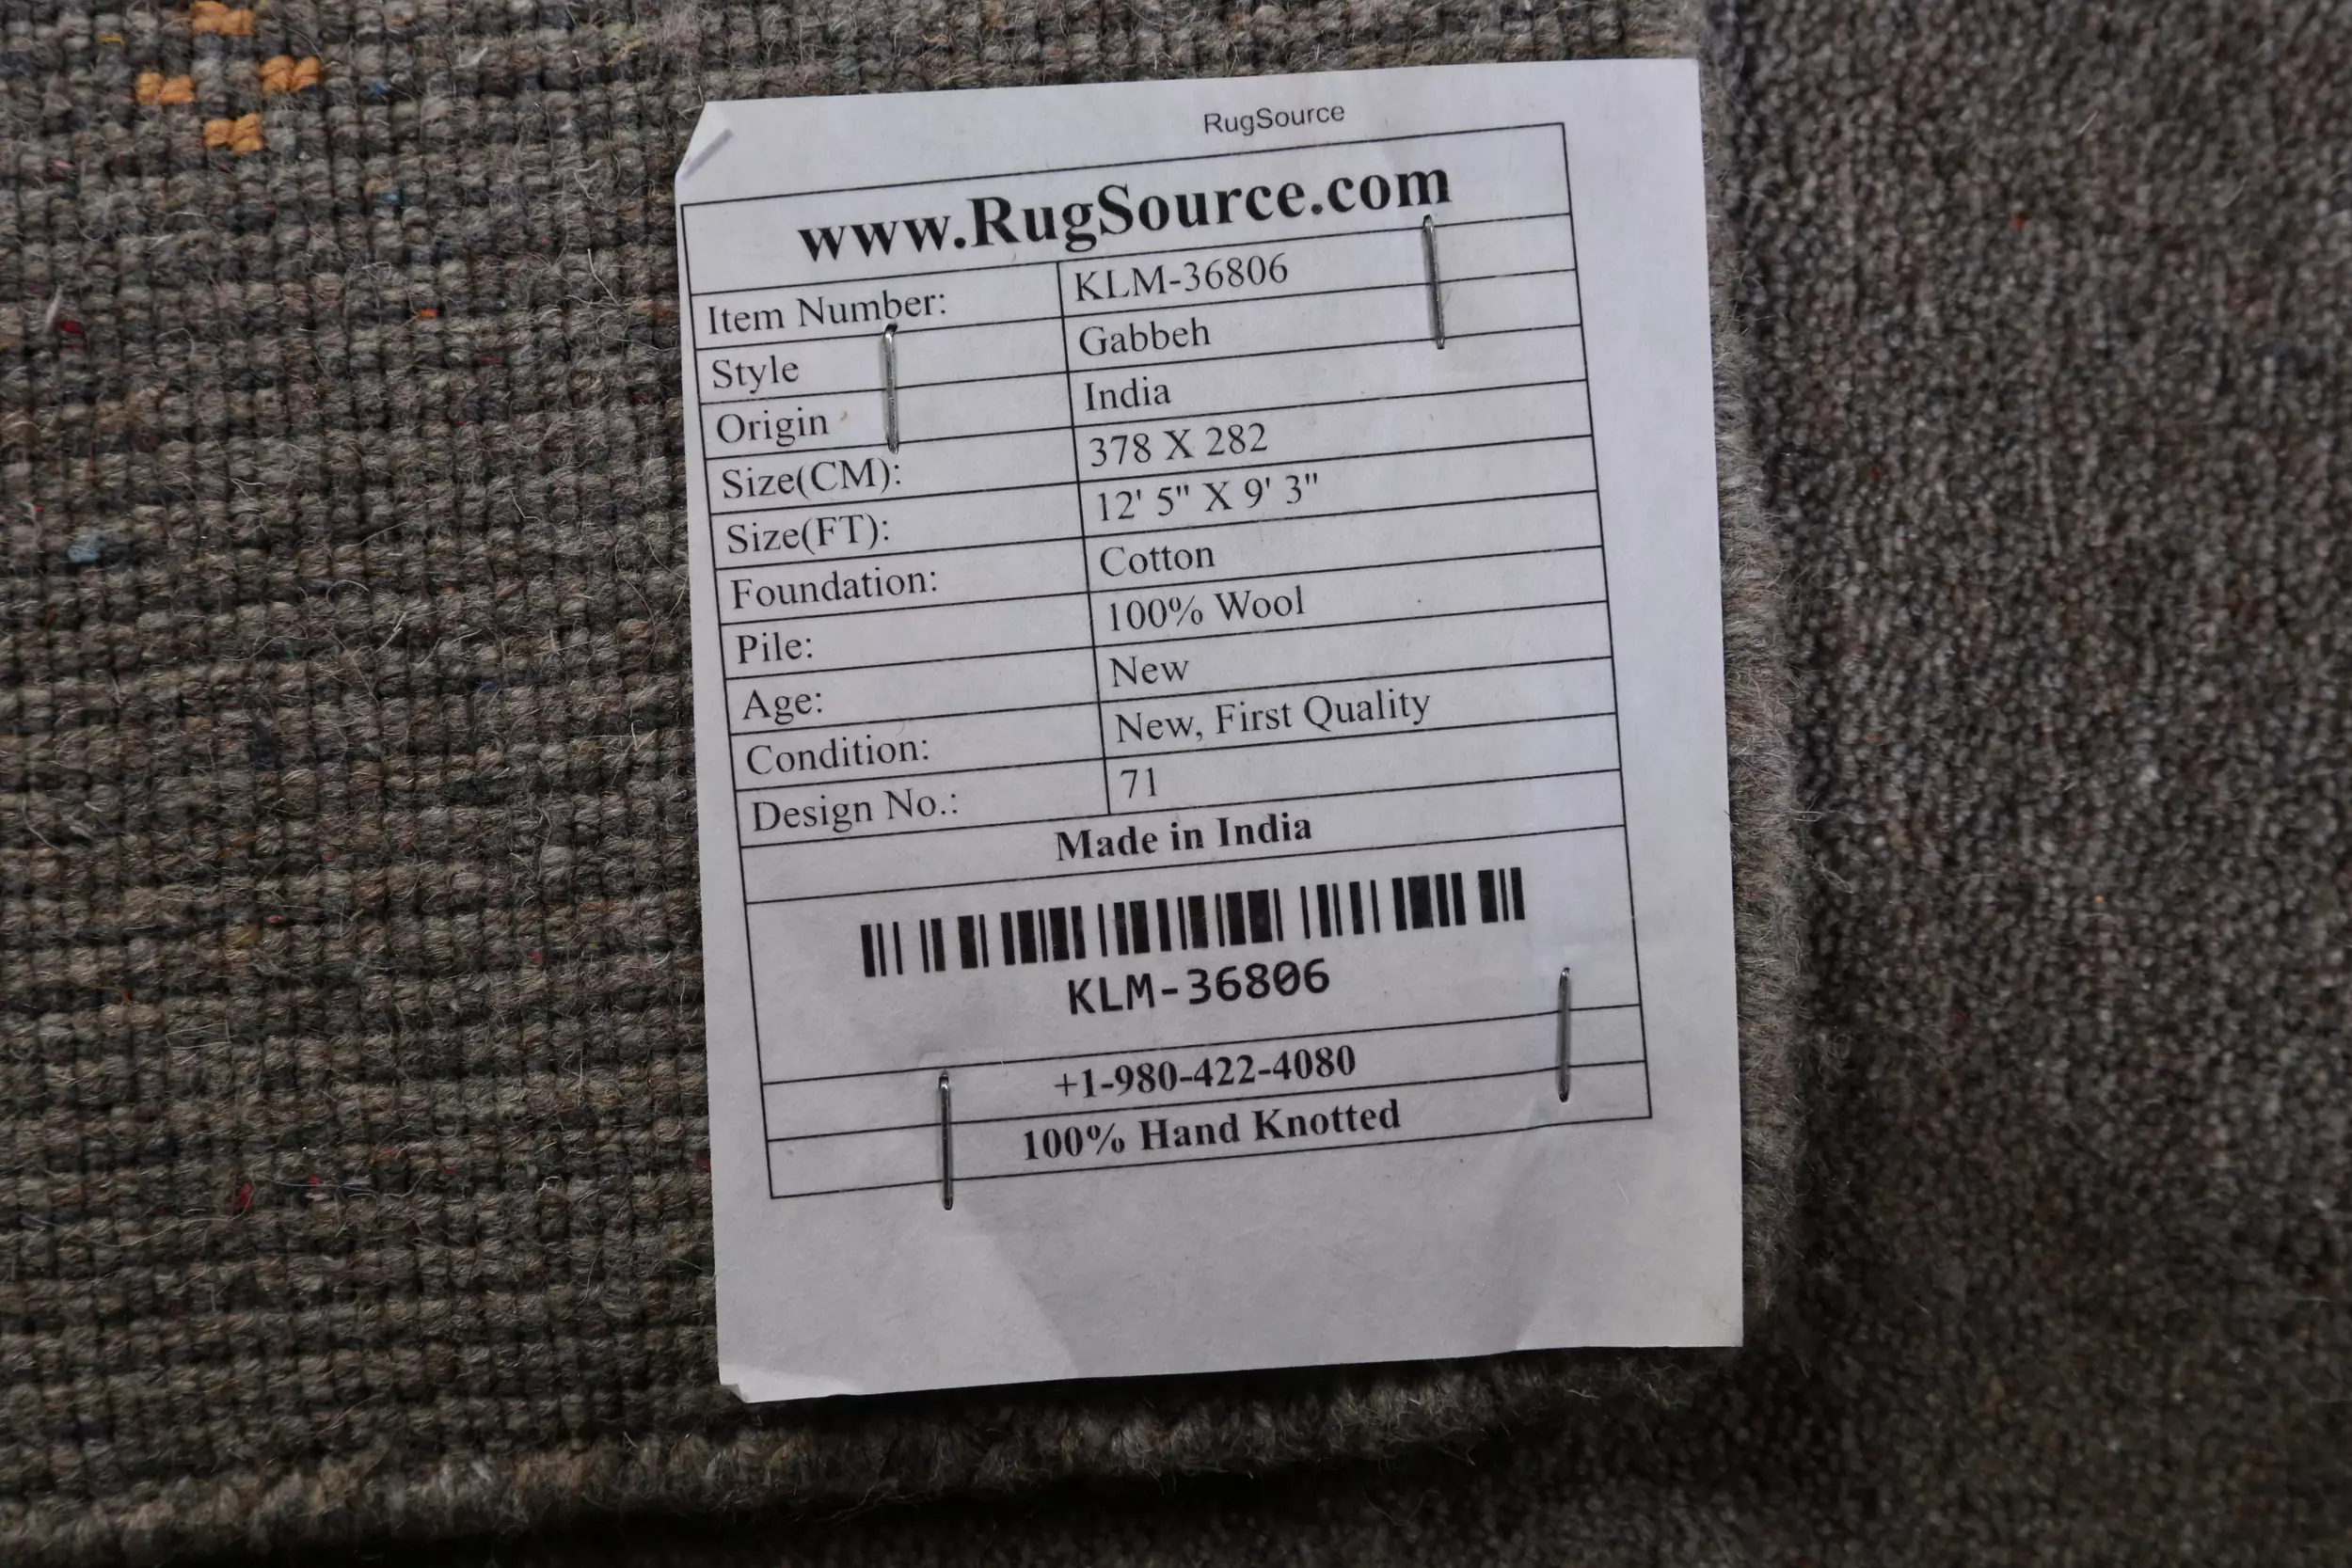 RugSource
www.RugSource.com
Item Number: KLM-36806
Style Gabbeh
Origin India
Size(CM): 378 X 282
Size(FT): 12' 5" X 9' 3"
Foundation: Cotton
Pile: 100% Wool
Age: New
Condition: New, First Quality
Design No.: 71
Made in India
KLM-36806
+1-980-422-4080
100% Hand Knotted